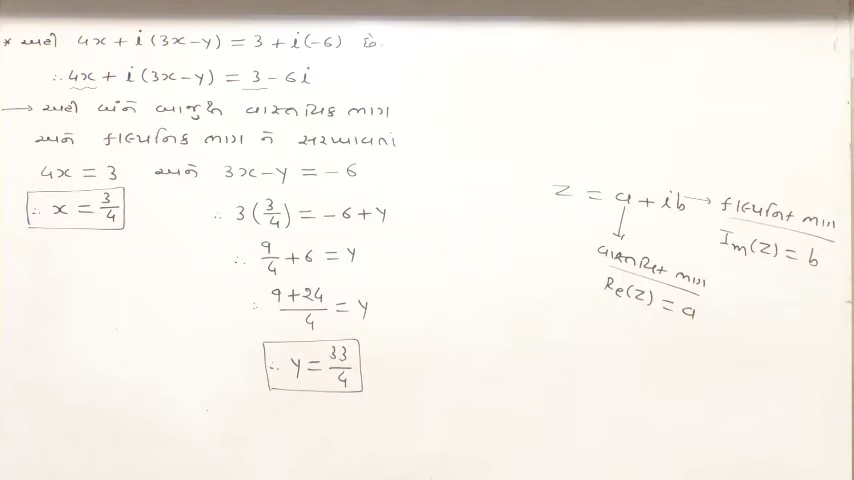 * અહીં 4x + i (3x – y) = 3 + i(–6) છે.
∴ 4x + i (3x – y) = 3 – 6i
→ અહીં બંને બાજુએ વાસ્તવિક ભાગ
અને કાલ્પનિક ભાગ ને સરખાવતાં
4x = 3 અને 3x – y = –6
∴ x = 3/4
∴ 3(3/4) = –6 + y
∴ 9/4 + 6 = y
∴ (9 + 24)/4 = y
∴ y = 33/4
z = a + ib → કાલ્પનિક ભાગ
Im(z) = b
↓
વાસ્તવિક ભાગ
Re(z) = a